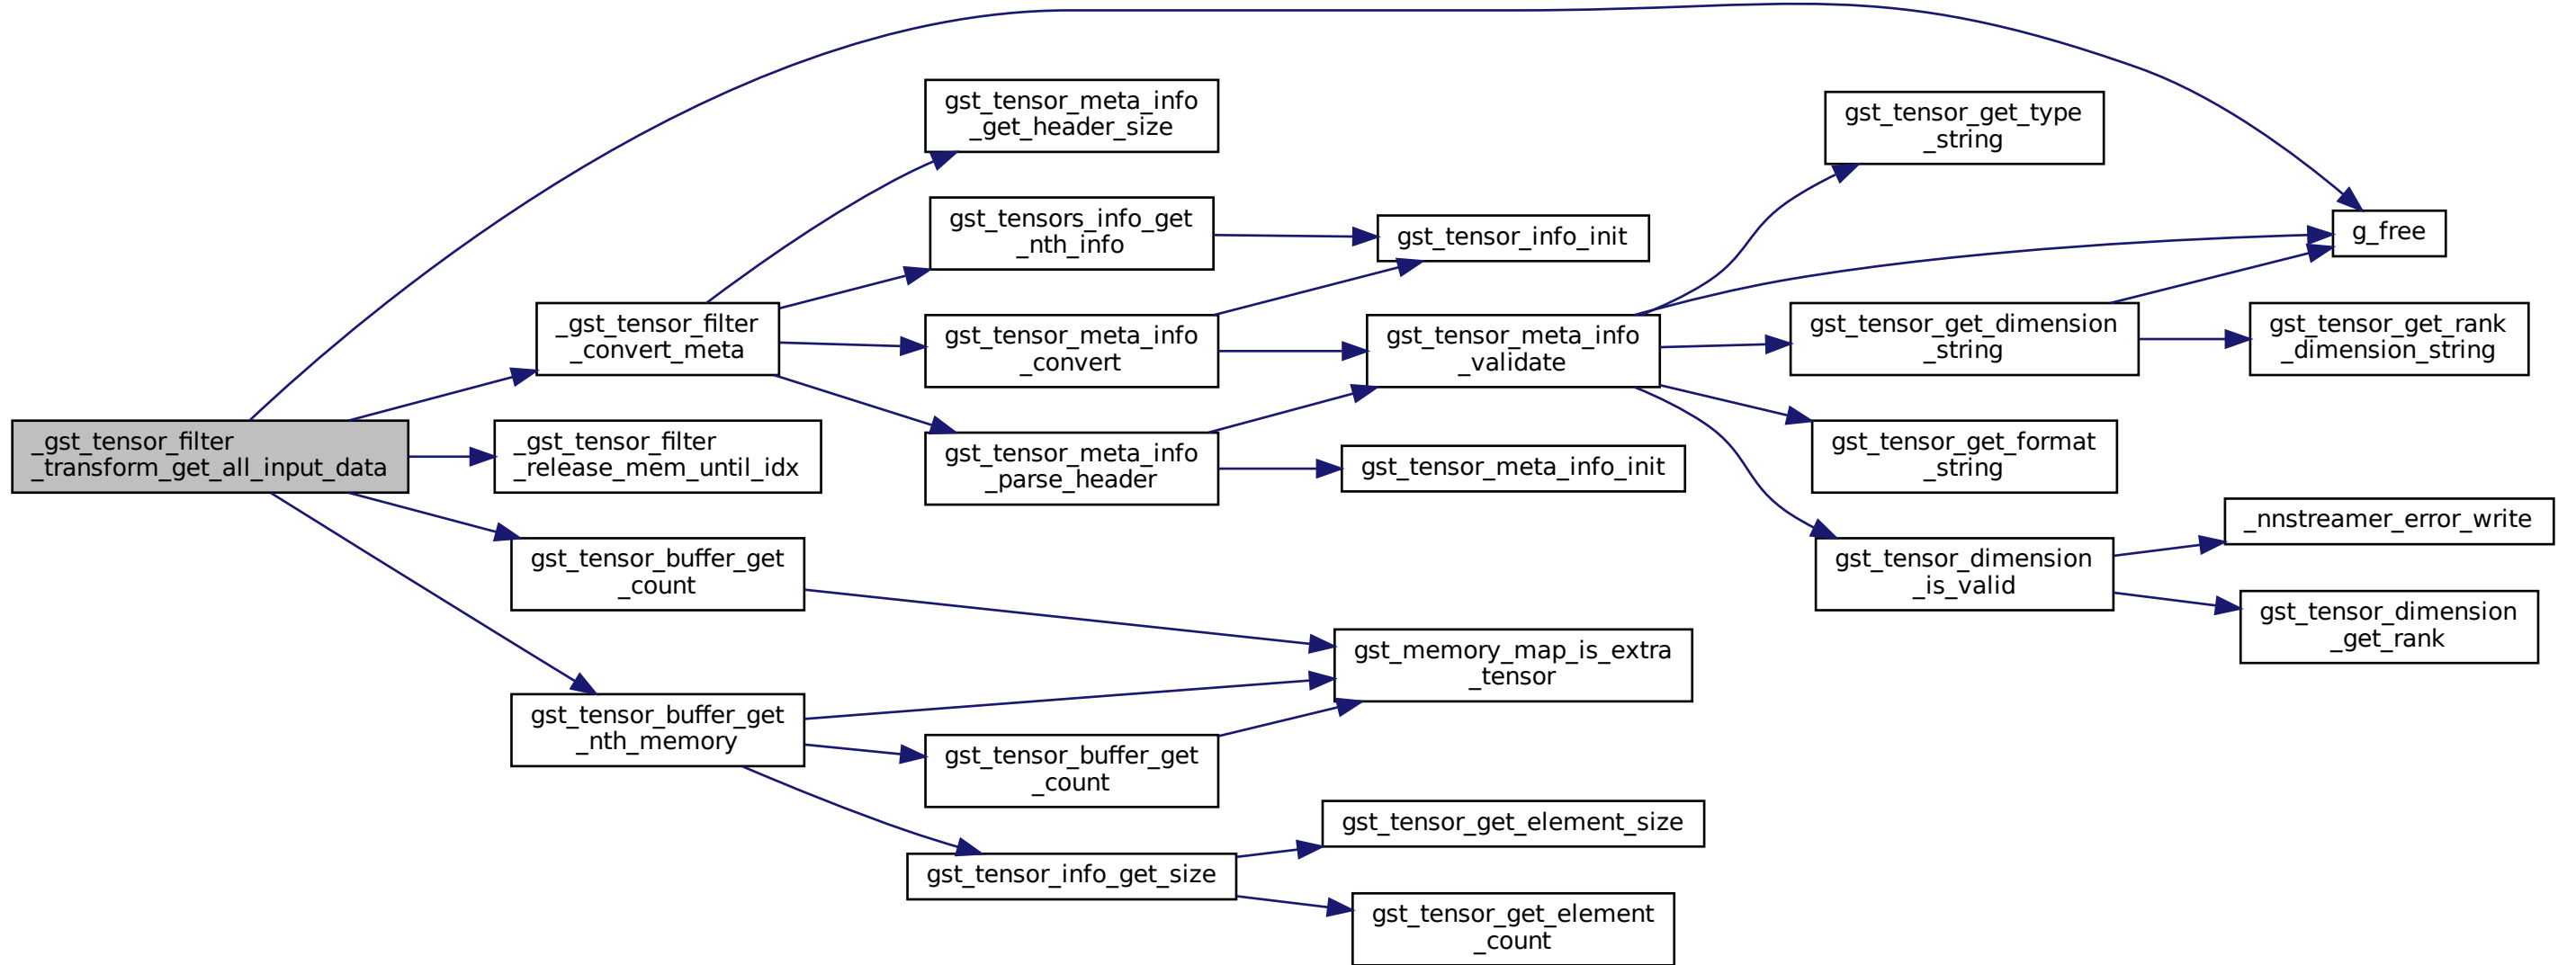 _gst_tensor_filter
_transform_get_all_input_data
_gst_tensor_filter
_convert_meta
_gst_tensor_filter
_release_mem_until_idx
gst_tensor_buffer_get
_count
gst_tensor_buffer_get
_nth_memory
gst_tensor_meta_info
_get_header_size
gst_tensors_info_get
_nth_info
gst_tensor_meta_info
_convert
gst_tensor_meta_info
_parse_header
gst_tensor_buffer_get
_count
gst_tensor_info_get_size
gst_tensor_info_init
gst_tensor_meta_info
_validate
gst_tensor_meta_info_init
gst_memory_map_is_extra
_tensor
gst_tensor_get_element_size
gst_tensor_get_element
_count
gst_tensor_get_type
_string
gst_tensor_get_dimension
_string
gst_tensor_get_format
_string
gst_tensor_dimension
_is_valid
g_free
gst_tensor_get_rank
_dimension_string
_nnstreamer_error_write
gst_tensor_dimension
_get_rank